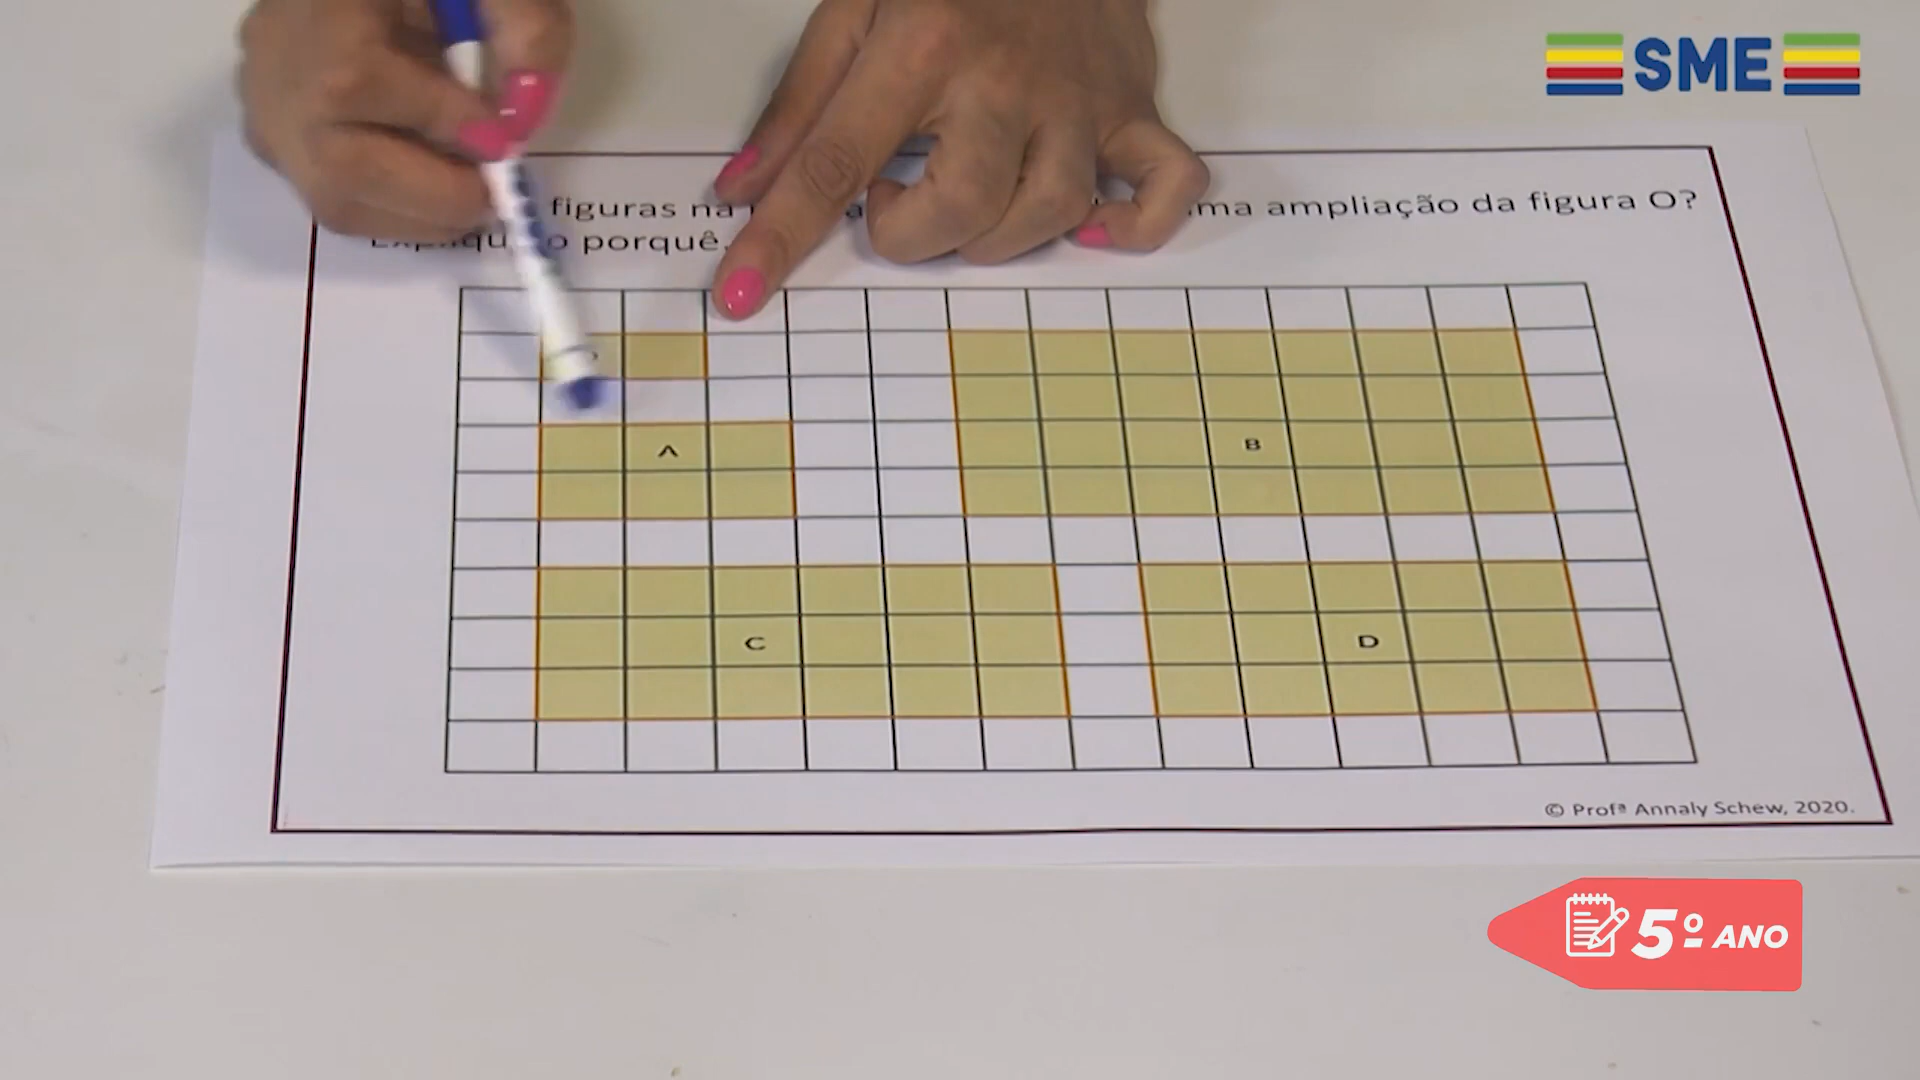 SME
figuras na ma ampliação da figura O?
o porquê.
A
B
C
D
© Profª Annaly Schew, 2020.
5º ANO